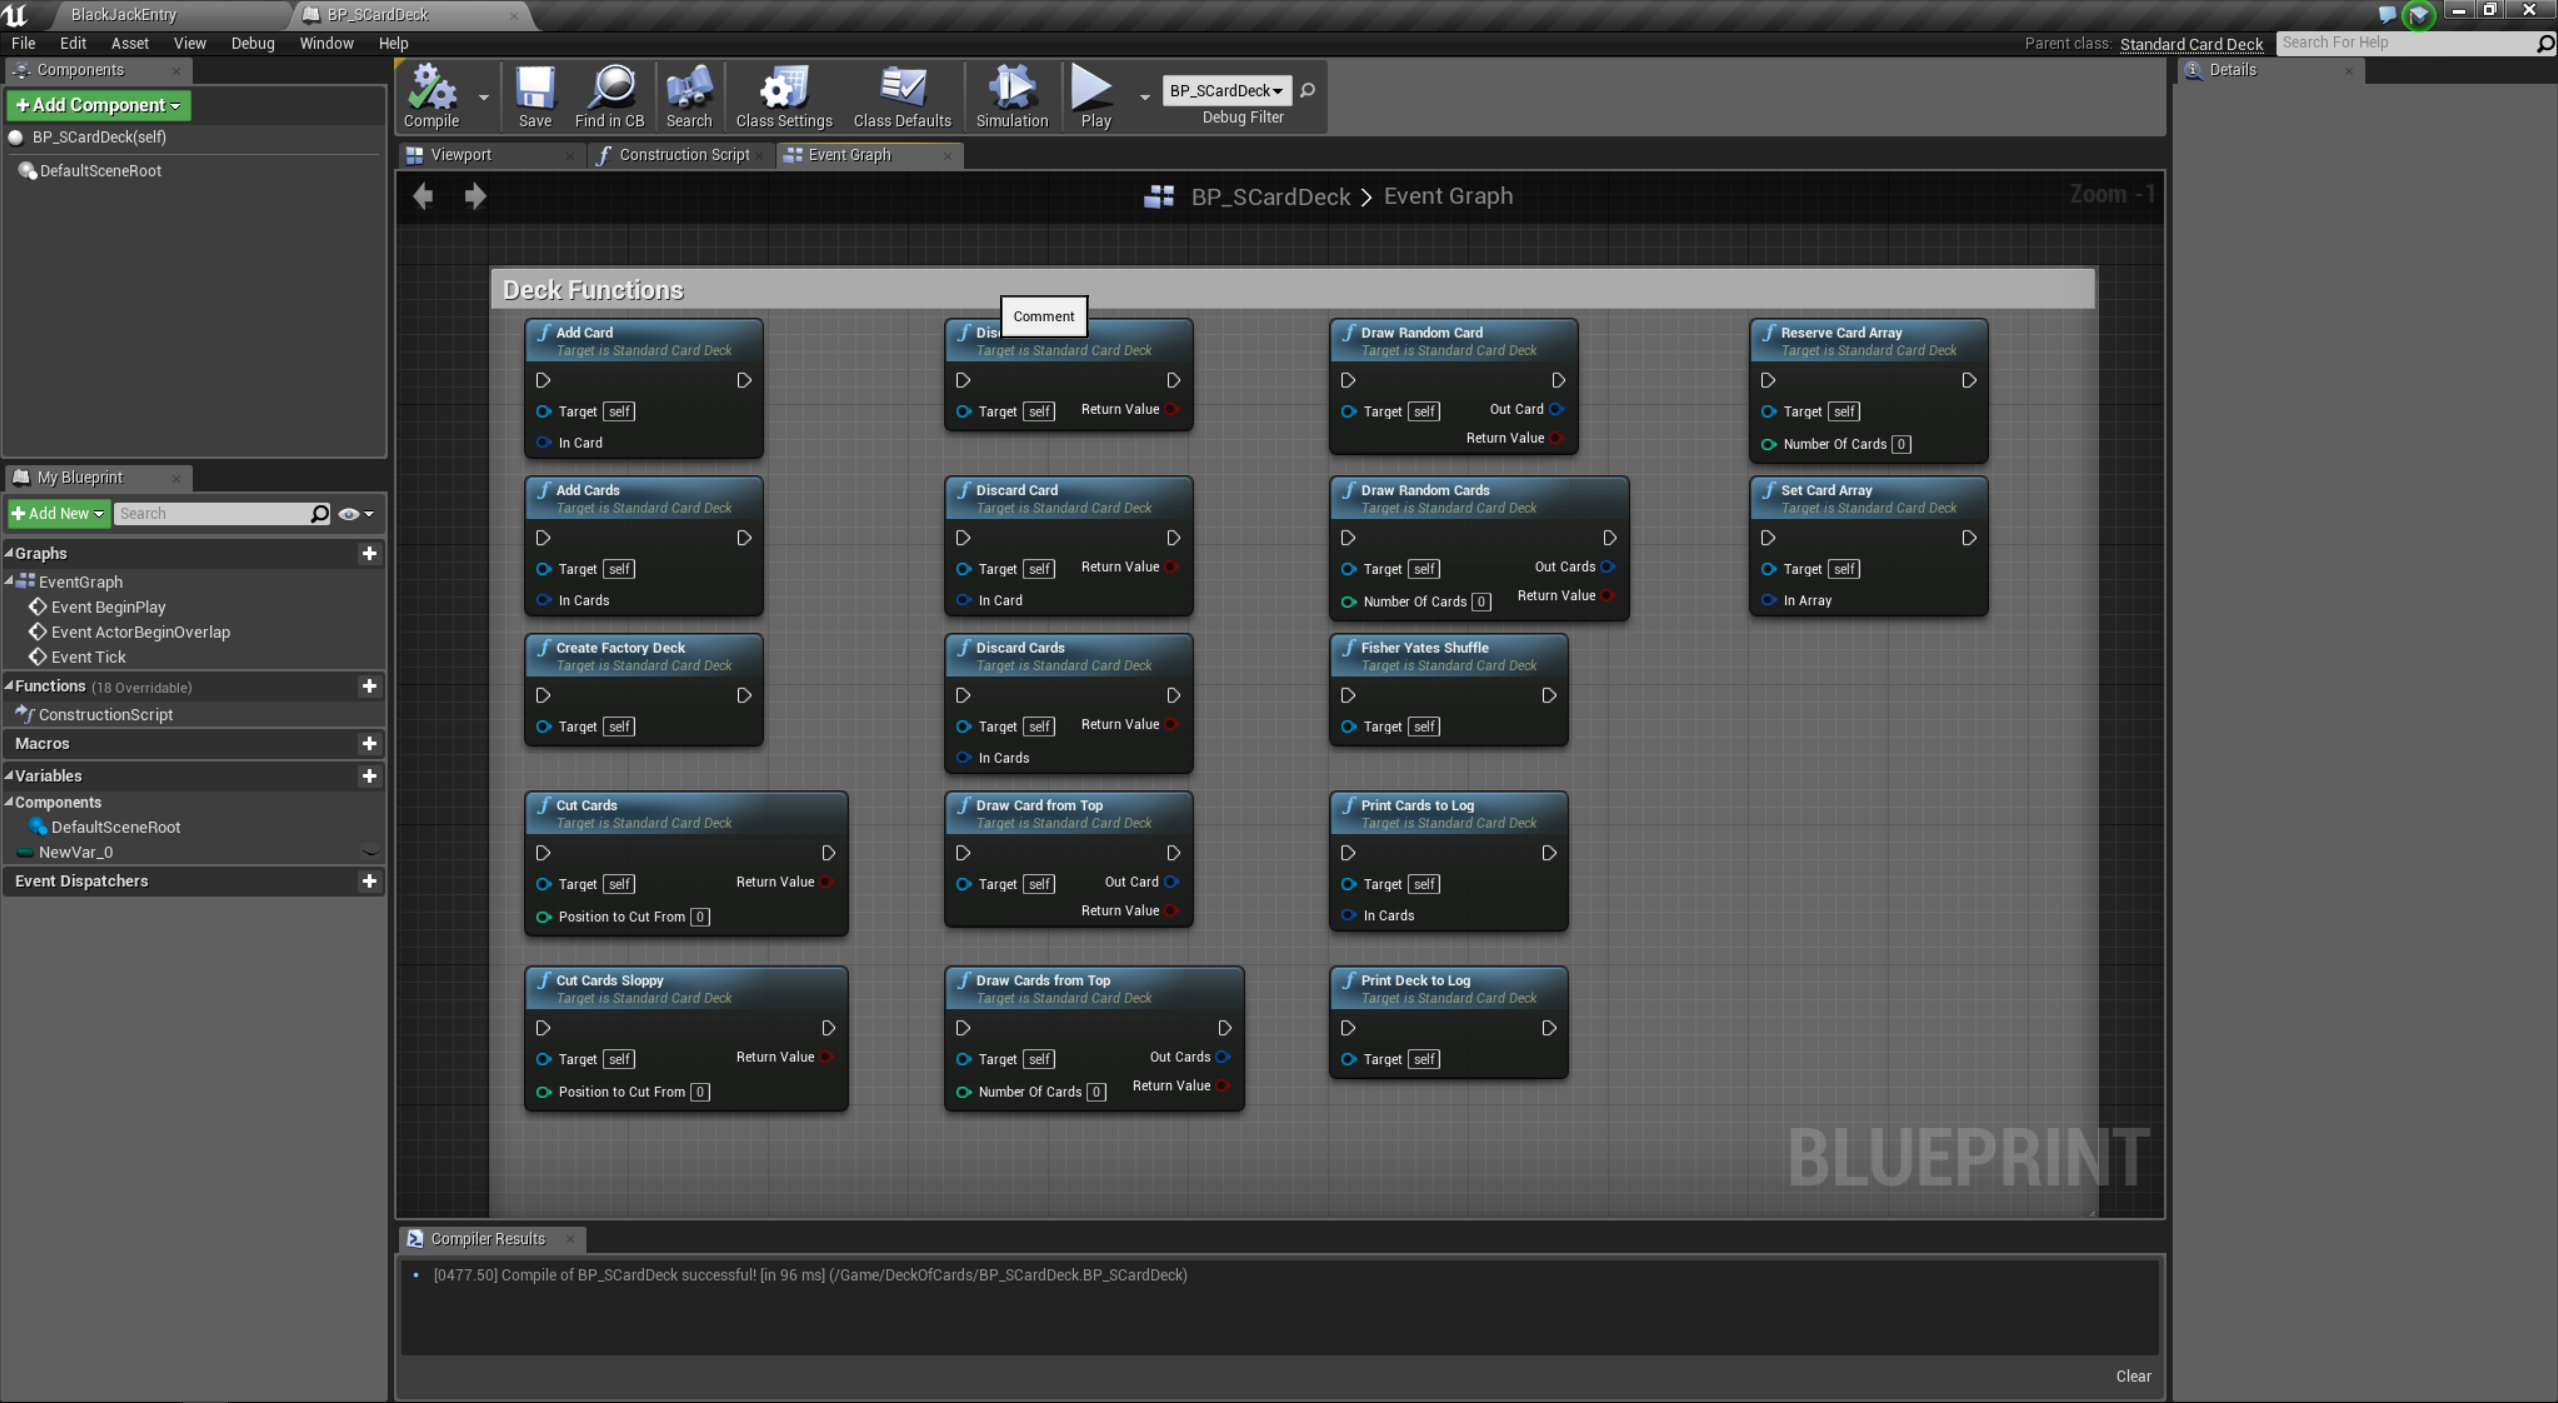 BlackJackEntry
BP_SCardDeck
File Edit Asset View Debug Window Help
Parent class: Standard Card Deck
Search For Help
Components
Add Component
BP_SCardDeck(self)
DefaultSceneRoot
My Blueprint
Add New
Search
Graphs
EventGraph
Event BeginPlay
Event ActorBeginOverlap
Event Tick
Functions (18 Overridable)
ConstructionScript
Macros
Variables
Components
DefaultSceneRoot
NewVar_0
Event Dispatchers
Compile
Save
Find in CB
Search
Class Settings
Class Defaults
Simulation
Play
BP_SCardDeck
Debug Filter
Viewport
Construction Script
Event Graph
BP_SCardDeck > Event Graph
Zoom -1
Deck Functions
Comment
Add Card
Target is Standard Card Deck
Target self
In Card
Target is Standard Card Deck
Target self
Return Value
Draw Random Card
Target is Standard Card Deck
Target self
Out Card
Return Value
Reserve Card Array
Target is Standard Card Deck
Target self
Number Of Cards 0
Add Cards
Target is Standard Card Deck
Target self
In Cards
Discard Card
Target is Standard Card Deck
Target self
Return Value
In Card
Draw Random Cards
Target is Standard Card Deck
Target self
Out Cards
Number Of Cards 0
Return Value
Set Card Array
Target is Standard Card Deck
Target self
In Array
Create Factory Deck
Target is Standard Card Deck
Target self
Discard Cards
Target is Standard Card Deck
Target self
Return Value
In Cards
Fisher Yates Shuffle
Target is Standard Card Deck
Target self
Cut Cards
Target is Standard Card Deck
Target self
Return Value
Position to Cut From 0
Draw Card from Top
Target is Standard Card Deck
Target self
Out Card
Return Value
Print Cards to Log
Target is Standard Card Deck
Target self
In Cards
Cut Cards Sloppy
Target is Standard Card Deck
Target self
Return Value
Position to Cut From 0
Draw Cards from Top
Target is Standard Card Deck
Target self
Out Cards
Number Of Cards 0
Return Value
Print Deck to Log
Target is Standard Card Deck
Target self
BLUEPRINT
Compiler Results
[0477.50] Compile of BP_SCardDeck successful! [in 96 ms] (/Game/DeckOfCards/BP_SCardDeck.BP_SCardDeck)
Clear
Details